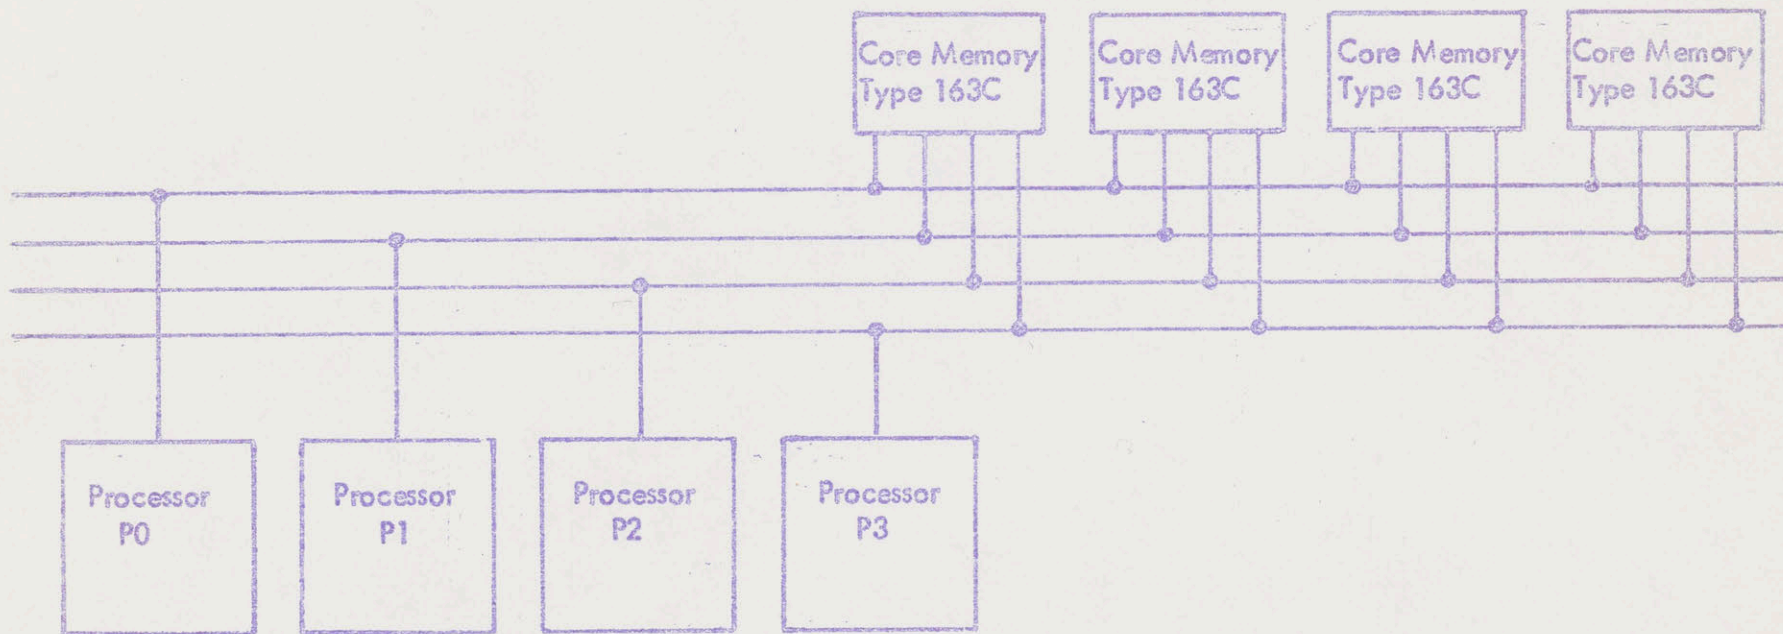 Core Memory
Type 163C
Core Memory
Type 163C
Core Memory
Type 163C
Core Memory
Type 163C
Processor
P0
Processor
P1
Processor
P2
Processor
P3